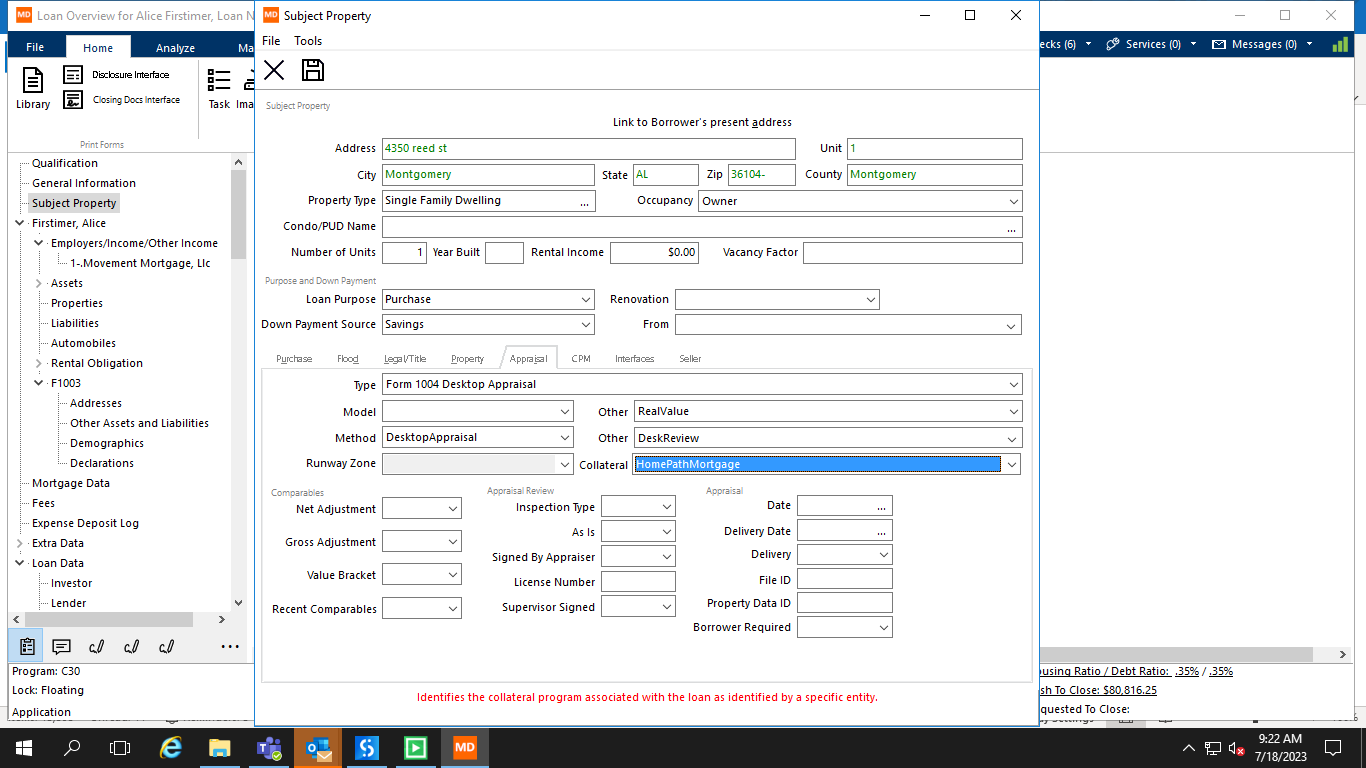 MD Loan Overview for Alice Firstimer, Loan N
MD Subject Property
File Tools
File Home Analyze Ma
ecks (6) Services (0) Messages (0)
Library
Disclosure Interface
Closing Docs Interface
Task Ima
Print Forms
Qualification
General Information
Subject Property
Firstimer, Alice
Employers/Income/Other Income
1-.Movement Mortgage, Llc
Assets
Properties
Liabilities
Automobiles
Rental Obligation
F1003
Addresses
Other Assets and Liabilities
Demographics
Declarations
Mortgage Data
Fees
Expense Deposit Log
Extra Data
Loan Data
Investor
Lender
Program: C30
Lock: Floating
Application
Subject Property
Link to Borrower's present address
Address 4350 reed st Unit 1
City Montgomery State AL Zip 36104- County Montgomery
Property Type Single Family Dwelling ... Occupancy Owner
Condo/PUD Name ...
Number of Units 1 Year Built Rental Income $0.00 Vacancy Factor
Purpose and Down Payment
Loan Purpose Purchase Renovation
Down Payment Source Savings From
Purchase Flood Legal/Title Property Appraisal CPM Interfaces Seller
Type Form 1004 Desktop Appraisal
Model Other RealValue
Method DesktopAppraisal Other DeskReview
Runway Zone Collateral HomePathMortgage
Comparables
Net Adjustment
Gross Adjustment
Value Bracket
Recent Comparables
Appraisal Review
Inspection Type
As Is
Signed By Appraiser
License Number
Supervisor Signed
Appraisal
Date ...
Delivery Date ...
Delivery
File ID
Property Data ID
Borrower Required
Identifies the collateral program associated with the loan as identified by a specific entity.
using Ratio / Debt Ratio: .35% / .35%
sh To Close: $80,816.25
quested To Close:
MD
9:22 AM
7/18/2023